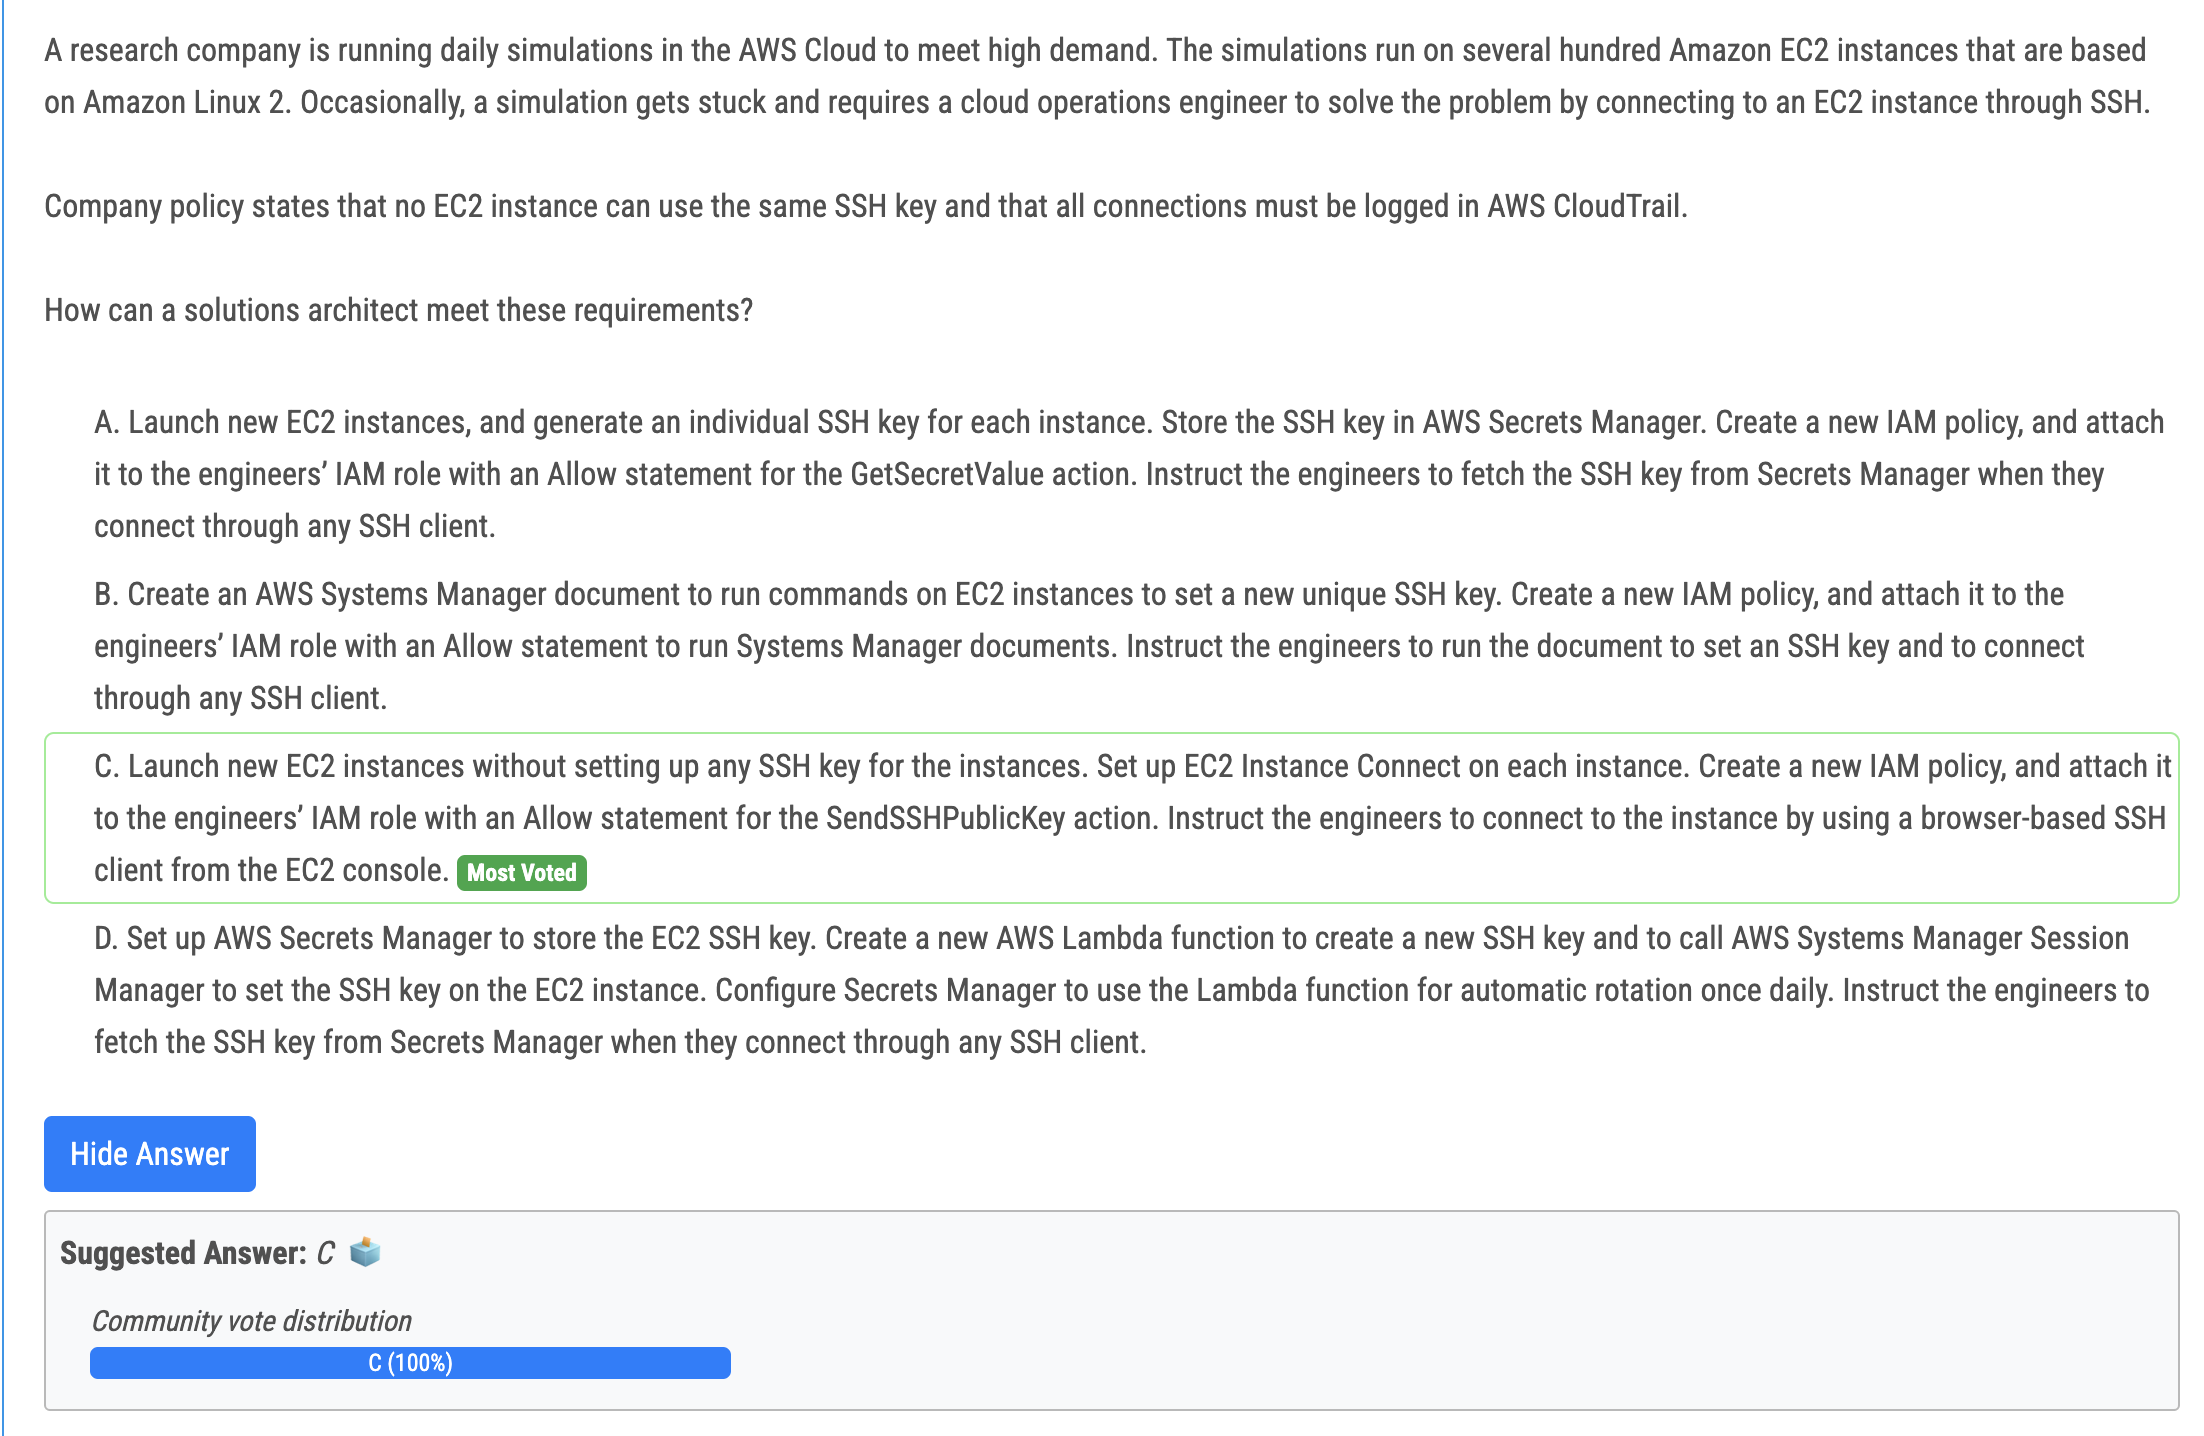 A research company is running daily simulations in the AWS Cloud to meet high demand. The simulations run on several hundred Amazon EC2 instances that are based
on Amazon Linux 2. Occasionally, a simulation gets stuck and requires a cloud operations engineer to solve the problem by connecting to an EC2 instance through SSH.
Company policy states that no EC2 instance can use the same SSH key and that all connections must be logged in AWS CloudTrail.
How can a solutions architect meet these requirements?
A. Launch new EC2 instances, and generate an individual SSH key for each instance. Store the SSH key in AWS Secrets Manager. Create a new IAM policy, and attach
it to the engineers’ IAM role with an Allow statement for the GetSecretValue action. Instruct the engineers to fetch the SSH key from Secrets Manager when they
connect through any SSH client.
B. Create an AWS Systems Manager document to run commands on EC2 instances to set a new unique SSH key. Create a new IAM policy, and attach it to the
engineers’ IAM role with an Allow statement to run Systems Manager documents. Instruct the engineers to run the document to set an SSH key and to connect
through any SSH client.
C. Launch new EC2 instances without setting up any SSH key for the instances. Set up EC2 Instance Connect on each instance. Create a new IAM policy, and attach it
to the engineers’ IAM role with an Allow statement for the SendSSHPublicKey action. Instruct the engineers to connect to the instance by using a browser-based SSH
client from the EC2 console. Most Voted
D. Set up AWS Secrets Manager to store the EC2 SSH key. Create a new AWS Lambda function to create a new SSH key and to call AWS Systems Manager Session
Manager to set the SSH key on the EC2 instance. Configure Secrets Manager to use the Lambda function for automatic rotation once daily. Instruct the engineers to
fetch the SSH key from Secrets Manager when they connect through any SSH client.
Hide Answer
Suggested Answer: C
Community vote distribution
C (100%)